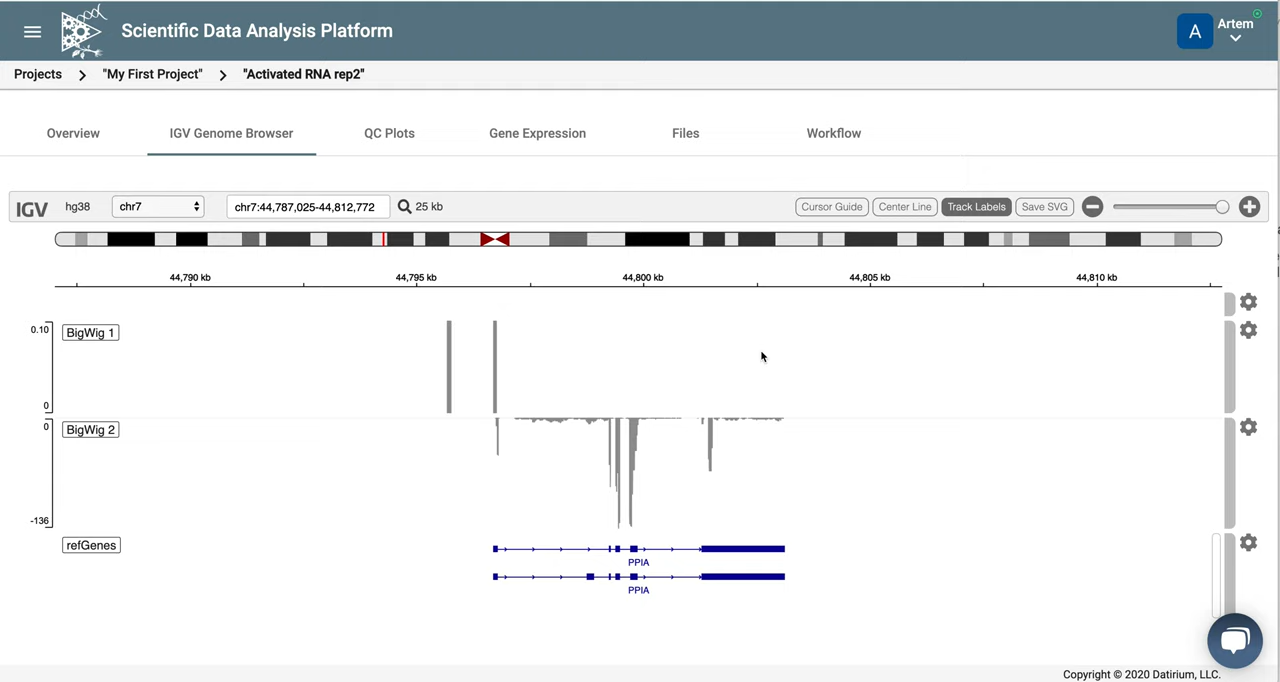 Scientific Data Analysis Platform
A
Artem
Projects > "My First Project" > "Activated RNA rep2"
Overview IGV Genome Browser QC Plots Gene Expression Files Workflow
IGV hg38 chr7 chr7:44,787,025-44,812,772 25 kb Cursor Guide Center Line Track Labels Save SVG
44,790 kb 44,795 kb 44,800 kb 44,805 kb 44,810 kb
0.10
BigWig 1
0
0
BigWig 2
-136
refGenes
PPIA
PPIA
Copyright © 2020 Datirium, LLC.